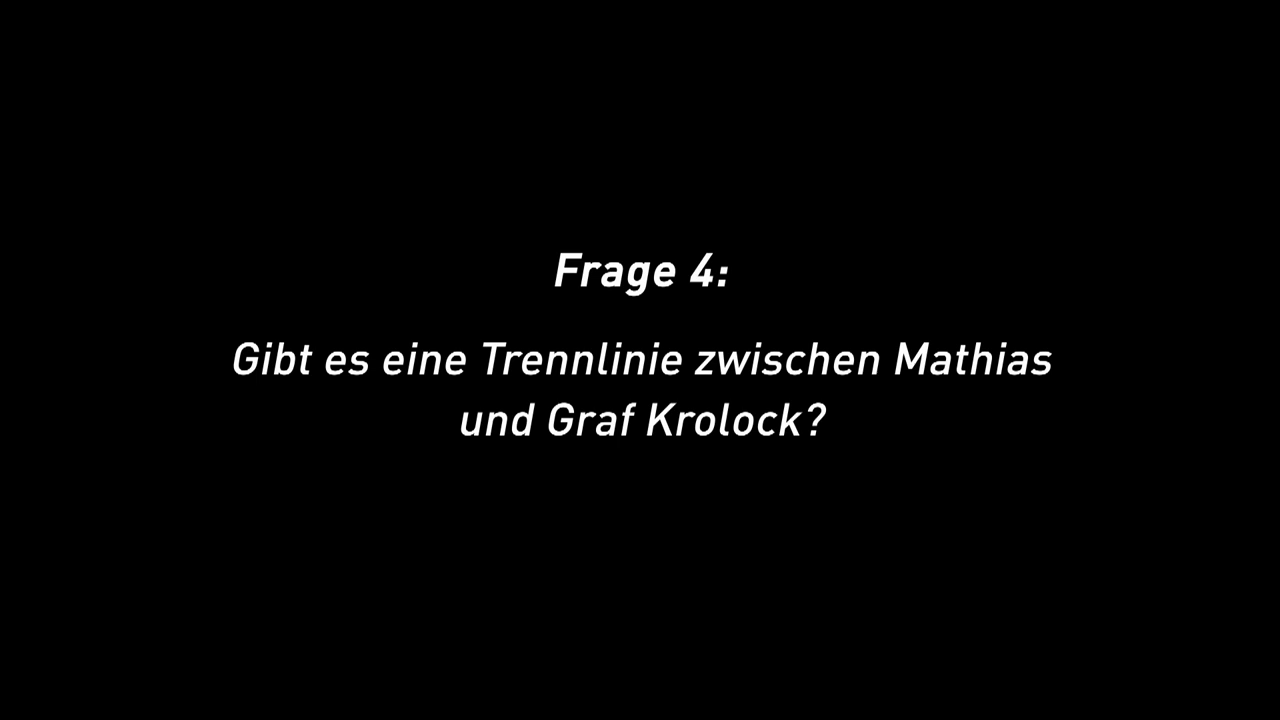 Frage 4:
Gibt es eine Trennlinie zwischen Mathias
und Graf Krolock?